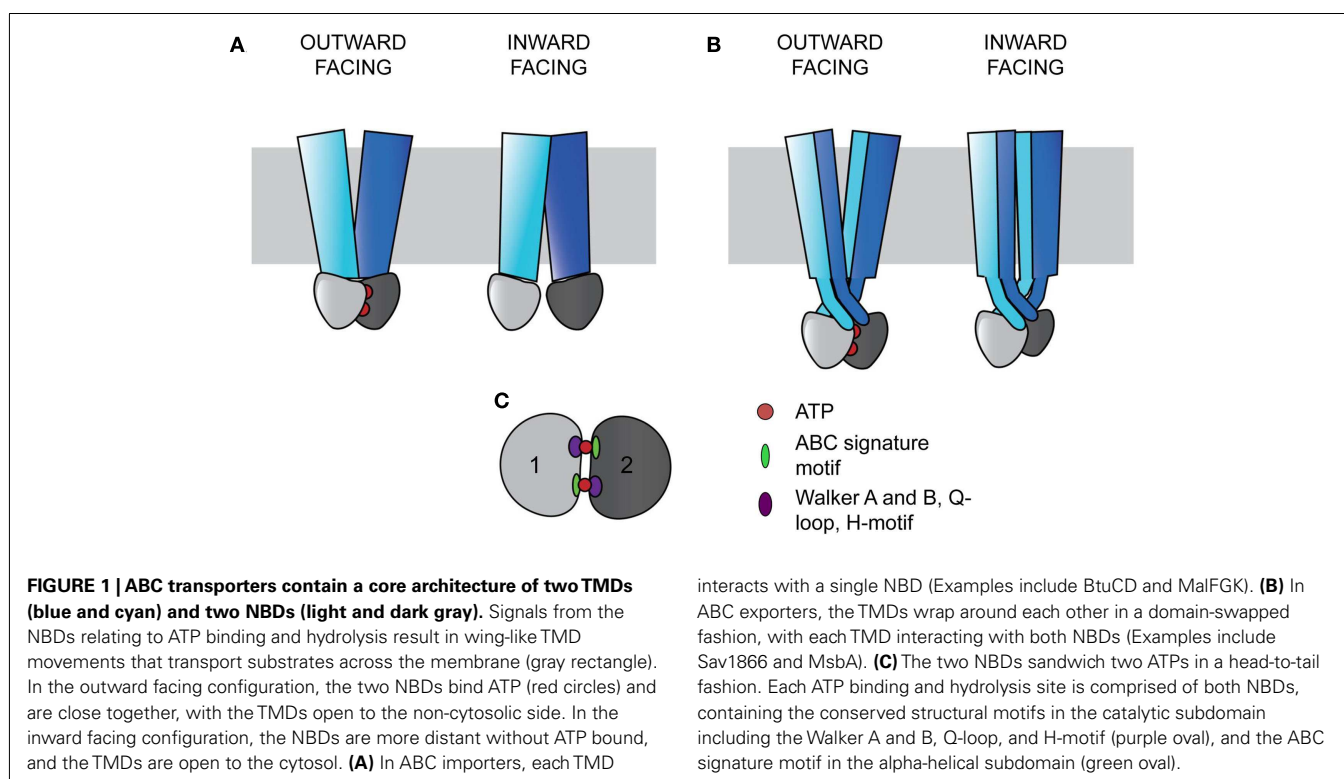 A
OUTWARD
FACING
INWARD
FACING
B
OUTWARD
FACING
INWARD
FACING
C
1
2
ATP
ABC signature
motif
Walker A and B, Q-
loop, H-motif
FIGURE 1 | ABC transporters contain a core architecture of two TMDs
(blue and cyan) and two NBDs (light and dark gray). Signals from the
NBDs relating to ATP binding and hydrolysis result in wing-like TMD
movements that transport substrates across the membrane (gray rectangle).
In the outward facing configuration, the two NBDs bind ATP (red circles) and
are close together, with the TMDs open to the non-cytosolic side. In the
inward facing configuration, the NBDs are more distant without ATP bound,
and the TMDs are open to the cytosol. (A) In ABC importers, each TMD
interacts with a single NBD (Examples include BtuCD and MalFGK). (B) In
ABC exporters, the TMDs wrap around each other in a domain-swapped
fashion, with each TMD interacting with both NBDs (Examples include
Sav1866 and MsbA). (C) The two NBDs sandwich two ATPs in a head-to-tail
fashion. Each ATP binding and hydrolysis site is comprised of both NBDs,
containing the conserved structural motifs in the catalytic subdomain
including the Walker A and B, Q-loop, and H-motif (purple oval), and the ABC
signature motif in the alpha-helical subdomain (green oval).